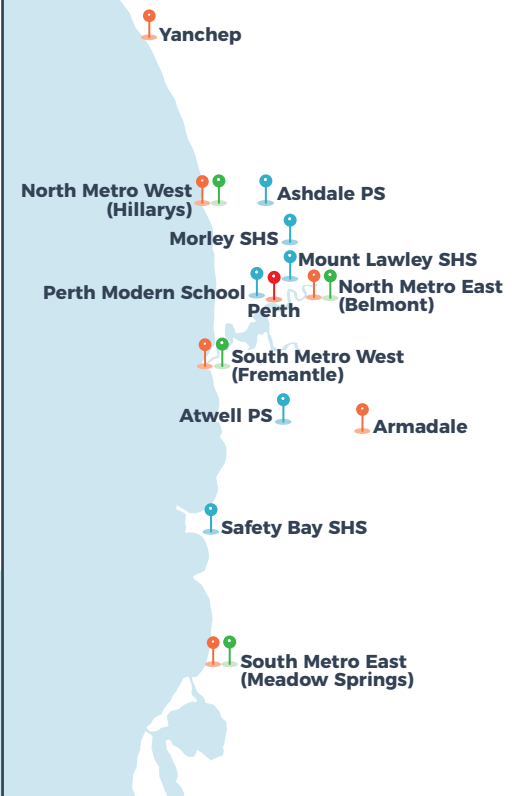 Yanchep
North Metro West
(Hillarys)
Ashdale PS
Morley SHS
Mount Lawley SHS
Perth Modern School
North Metro East
(Belmont)
Perth
South Metro West
(Fremantle)
Atwell PS
Armadale
Safety Bay SHS
South Metro East
(Meadow Springs)